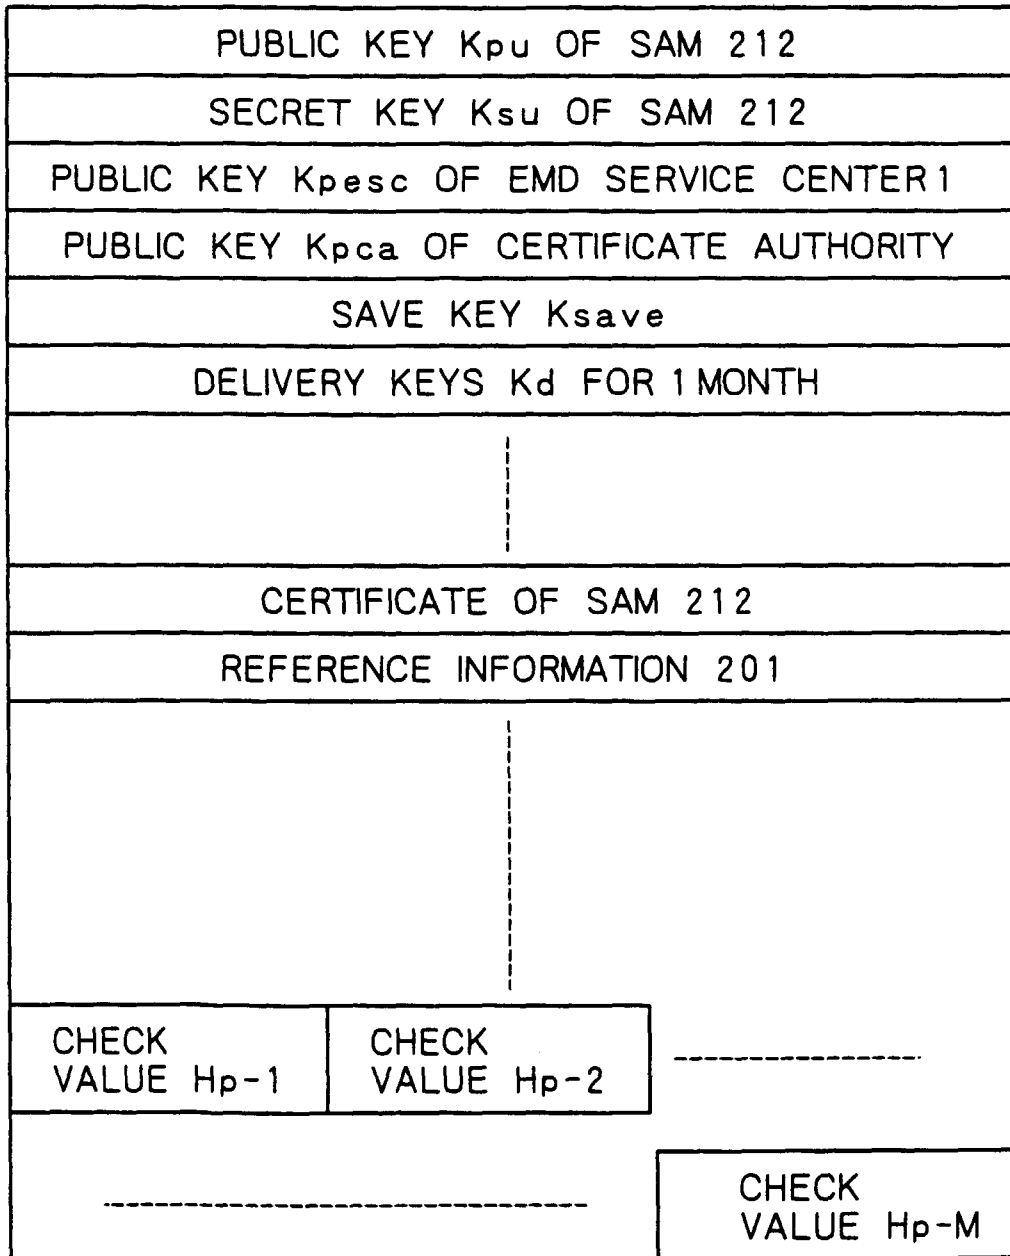 PUBLIC KEY Kpu OF SAM 212
SECRET KEY Ksu OF SAM 212
PUBLIC KEY Kpesc OF EMD SERVICE CENTER1
PUBLIC KEY Kpca OF CERTIFICATE AUTHORITY
SAVE KEY Ksave
DELIVERY KEYS Kd FOR 1 MONTH
CERTIFICATE OF SAM 212
REFERENCE INFORMATION 201
CHECK
VALUE Hp-1
CHECK
VALUE Hp-2
CHECK
VALUE Hp-M